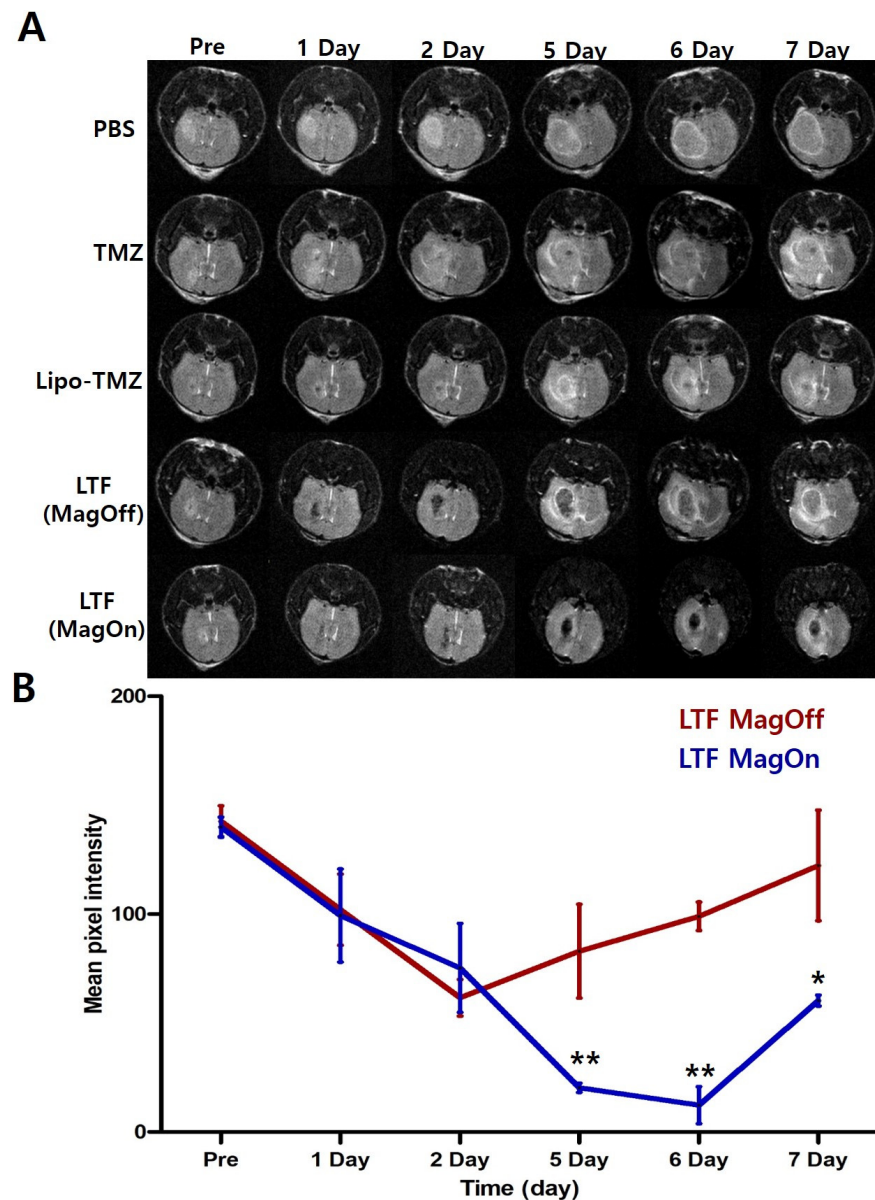 A
Pre 1 Day 2 Day 5 Day 6 Day 7 Day
PBS
TMZ
Lipo-TMZ
LTF
(MagOff)
LTF
(MagOn)
B
200
LTF MagOff
LTF MagOn
Mean pixel intensity
100
*
**
**
0
Pre 1 Day 2 Day 5 Day 6 Day 7 Day
Time (day)